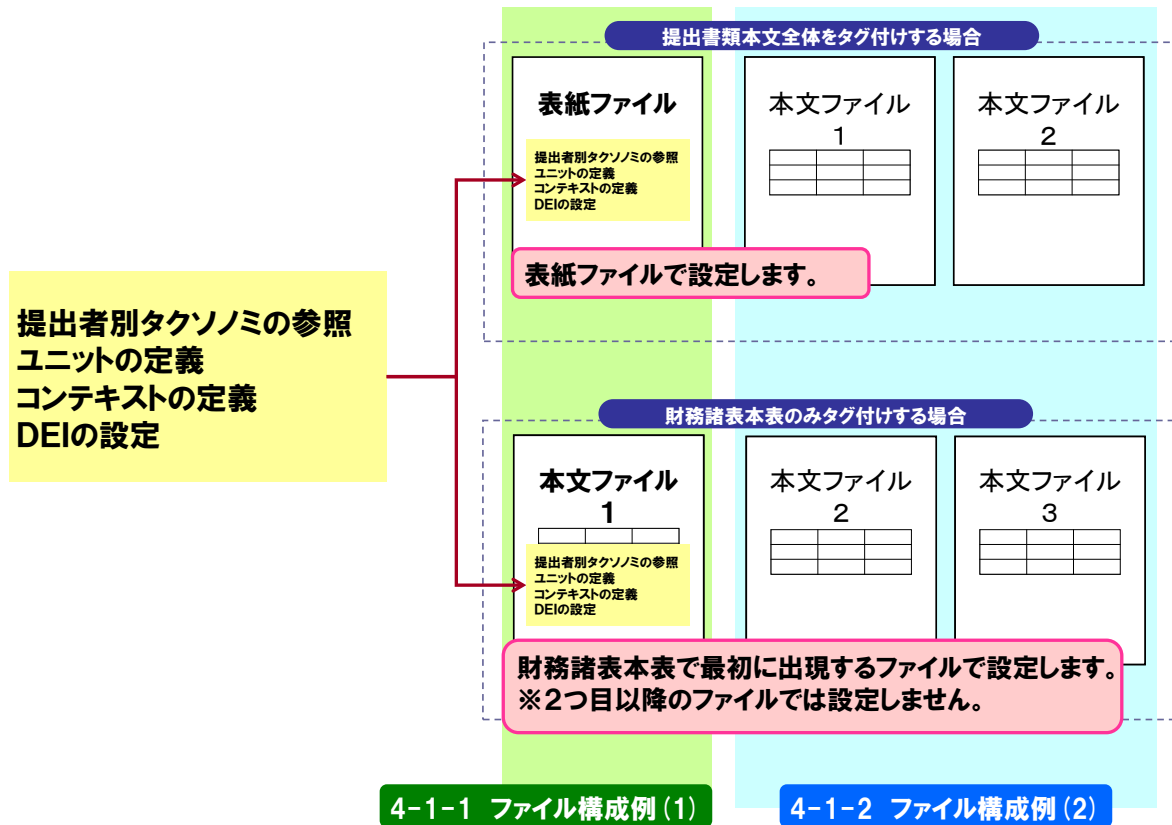 提出書類本文全体をタグ付けする場合
表紙ファイル
提出者別タクソノミの参照
ユニットの定義
コンテキストの定義
DEIの設定
本文ファイル
1
本文ファイル
2
表紙ファイルで設定します。
提出者別タクソノミの参照
ユニットの定義
コンテキストの定義
DEIの設定
財務諸表本表のみタグ付けする場合
本文ファイル
1
提出者別タクソノミの参照
ユニットの定義
コンテキストの定義
DEIの設定
本文ファイル
2
本文ファイル
3
財務諸表本表で最初に出現するファイルで設定します。
※2つ目以降のファイルでは設定しません。
4-1-1 ファイル構成例(1)
4-1-2 ファイル構成例(2)